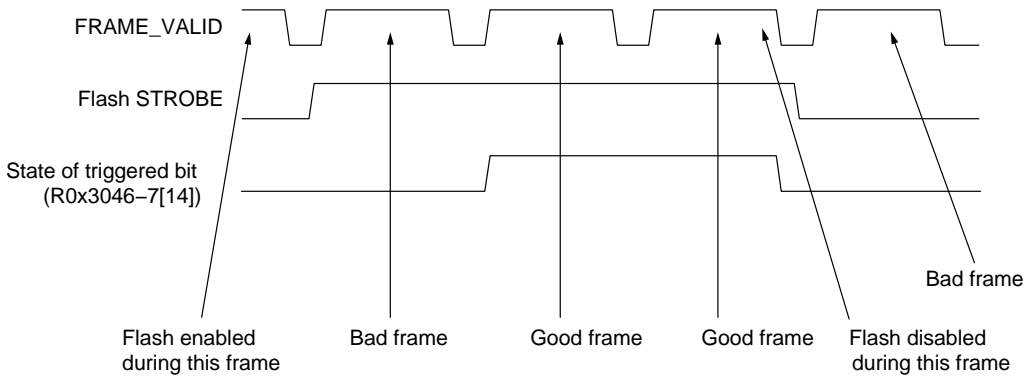 FRAME_VALID
Flash STROBE
State of triggered bit
(R0x3046−7[14])
Bad frame
Flash enabled
during this frame
Bad frame
Good frame
Good frame
Flash disabled
during this frame